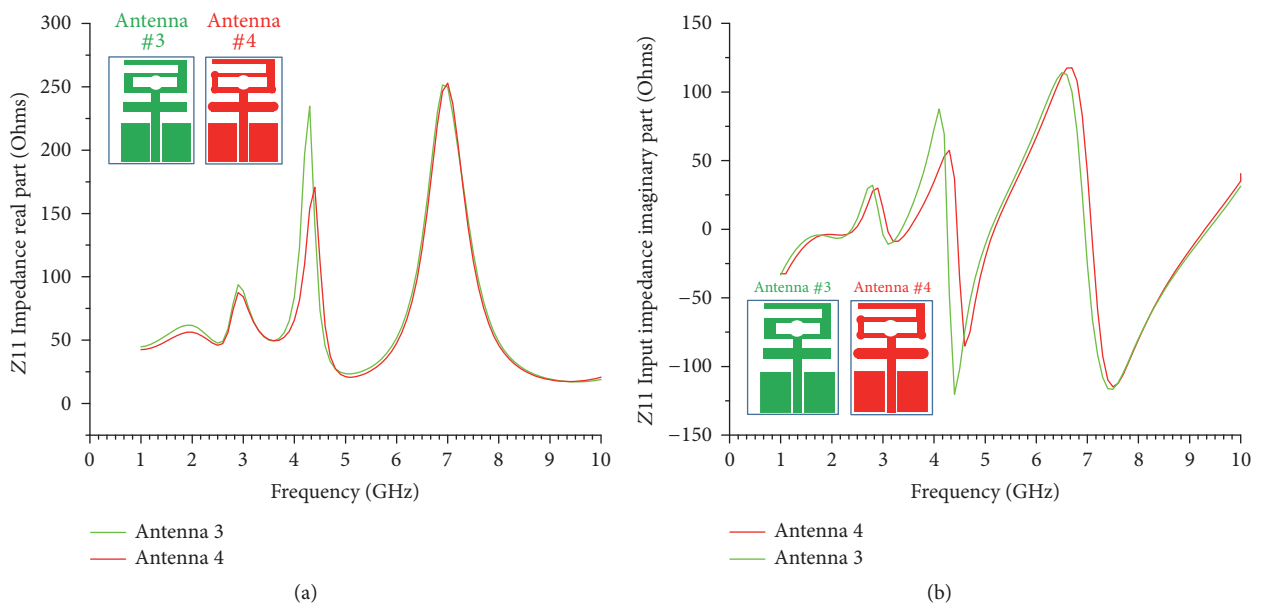 Z11 Impedance real part (Ohms)
300
250
200
150
100
50
0
Antenna
#3
Antenna
#4
0 1 2 3 4 5 6 7 8 9 10
Frequency (GHz)
Antenna 3
Antenna 4
(a)
Z11 Input impedance imaginary part (Ohms)
150
100
50
0
−50
−100
−150
Antenna #3
Antenna #4
0 1 2 3 4 5 6 7 8 9 10
Frequency (GHz)
Antenna 4
Antenna 3
(b)